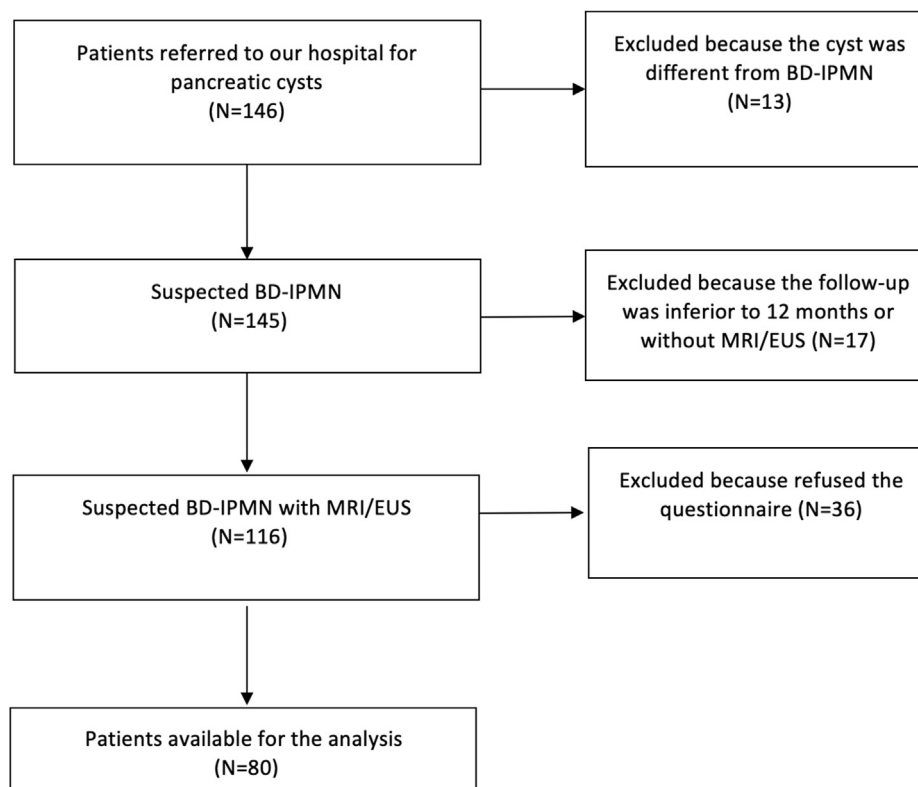 Patients referred to our hospital for
pancreatic cysts
(N=146)
Excluded because the cyst was
different from BD-IPMN
(N=13)
Suspected BD-IPMN
(N=145)
Excluded because the follow-up
was inferior to 12 months or
without MRI/EUS (N=17)
Suspected BD-IPMN with MRI/EUS
(N=116)
Excluded because refused the
questionnaire (N=36)
Patients available for the analysis
(N=80)